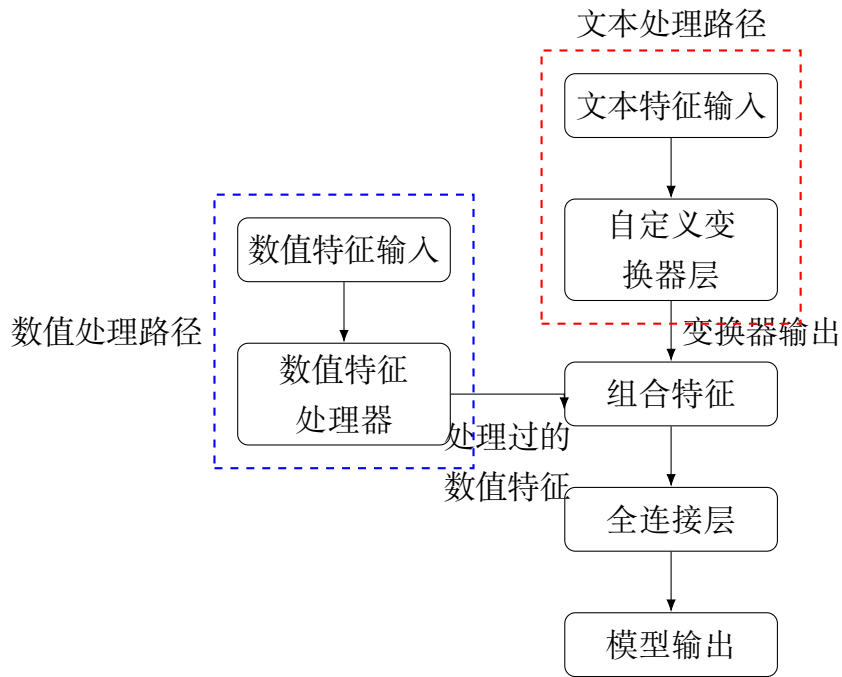 文本处理路径
文本特征输入
自定义变
换器层
数值特征输入
数值处理路径
变换器输出
数值特征
处理器
组合特征
处理过的
数值特征
全连接层
模型输出